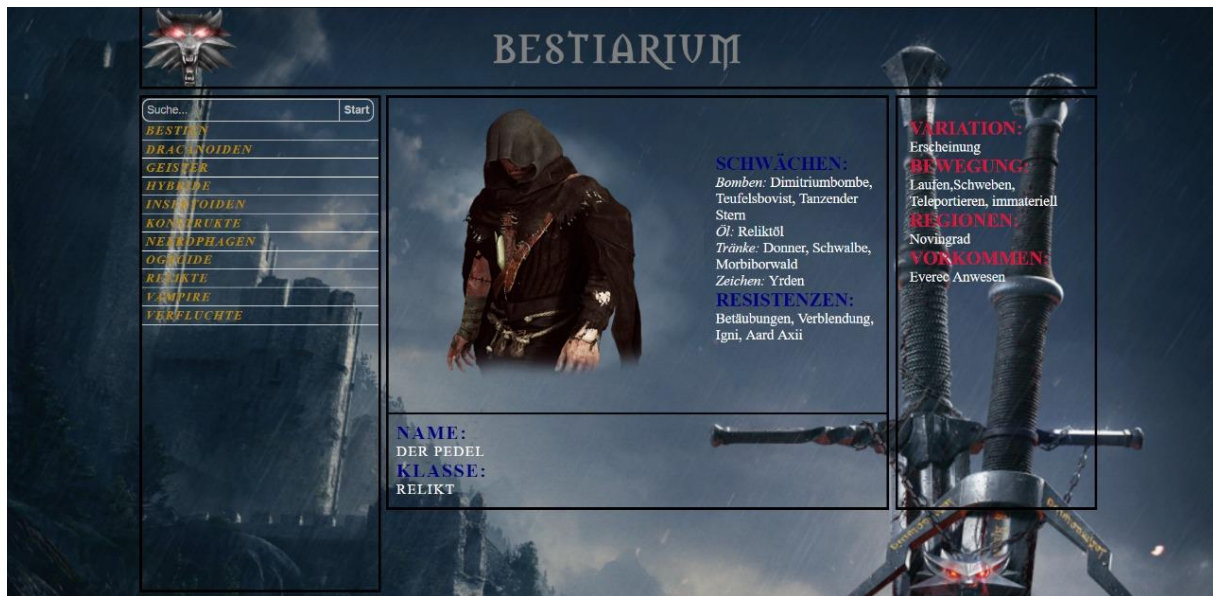 BESTIARIUM
Suche... Start
BESTIEN
DRACANOIDEN
GEISTER
HYBRIDE
INSEKTOIDEN
KONSTRUKTE
NEKROPHAGEN
OGROIDE
RELIKTE
VAMPIRE
VERFLUCHTE
SCHWÄCHEN:
Bomben: Dimitriumbombe,
Teufelsbovist, Tanzender
Stern
Öl: Reliktöl
Tränke: Donner, Schwalbe,
Morbiborwald
Zeichen: Yrden
RESISTENZEN:
Betäubungen, Verblendung,
Igni, Aard Axii
NAME:
DER PEDEL
KLASSE:
RELIKT
VARIATION:
Erscheinung
BEWEGUNG:
Laufen,Schweben,
Teleportieren, immateriell
REGIONEN:
Novingrad
VORKOMMEN:
Everec Anwesen